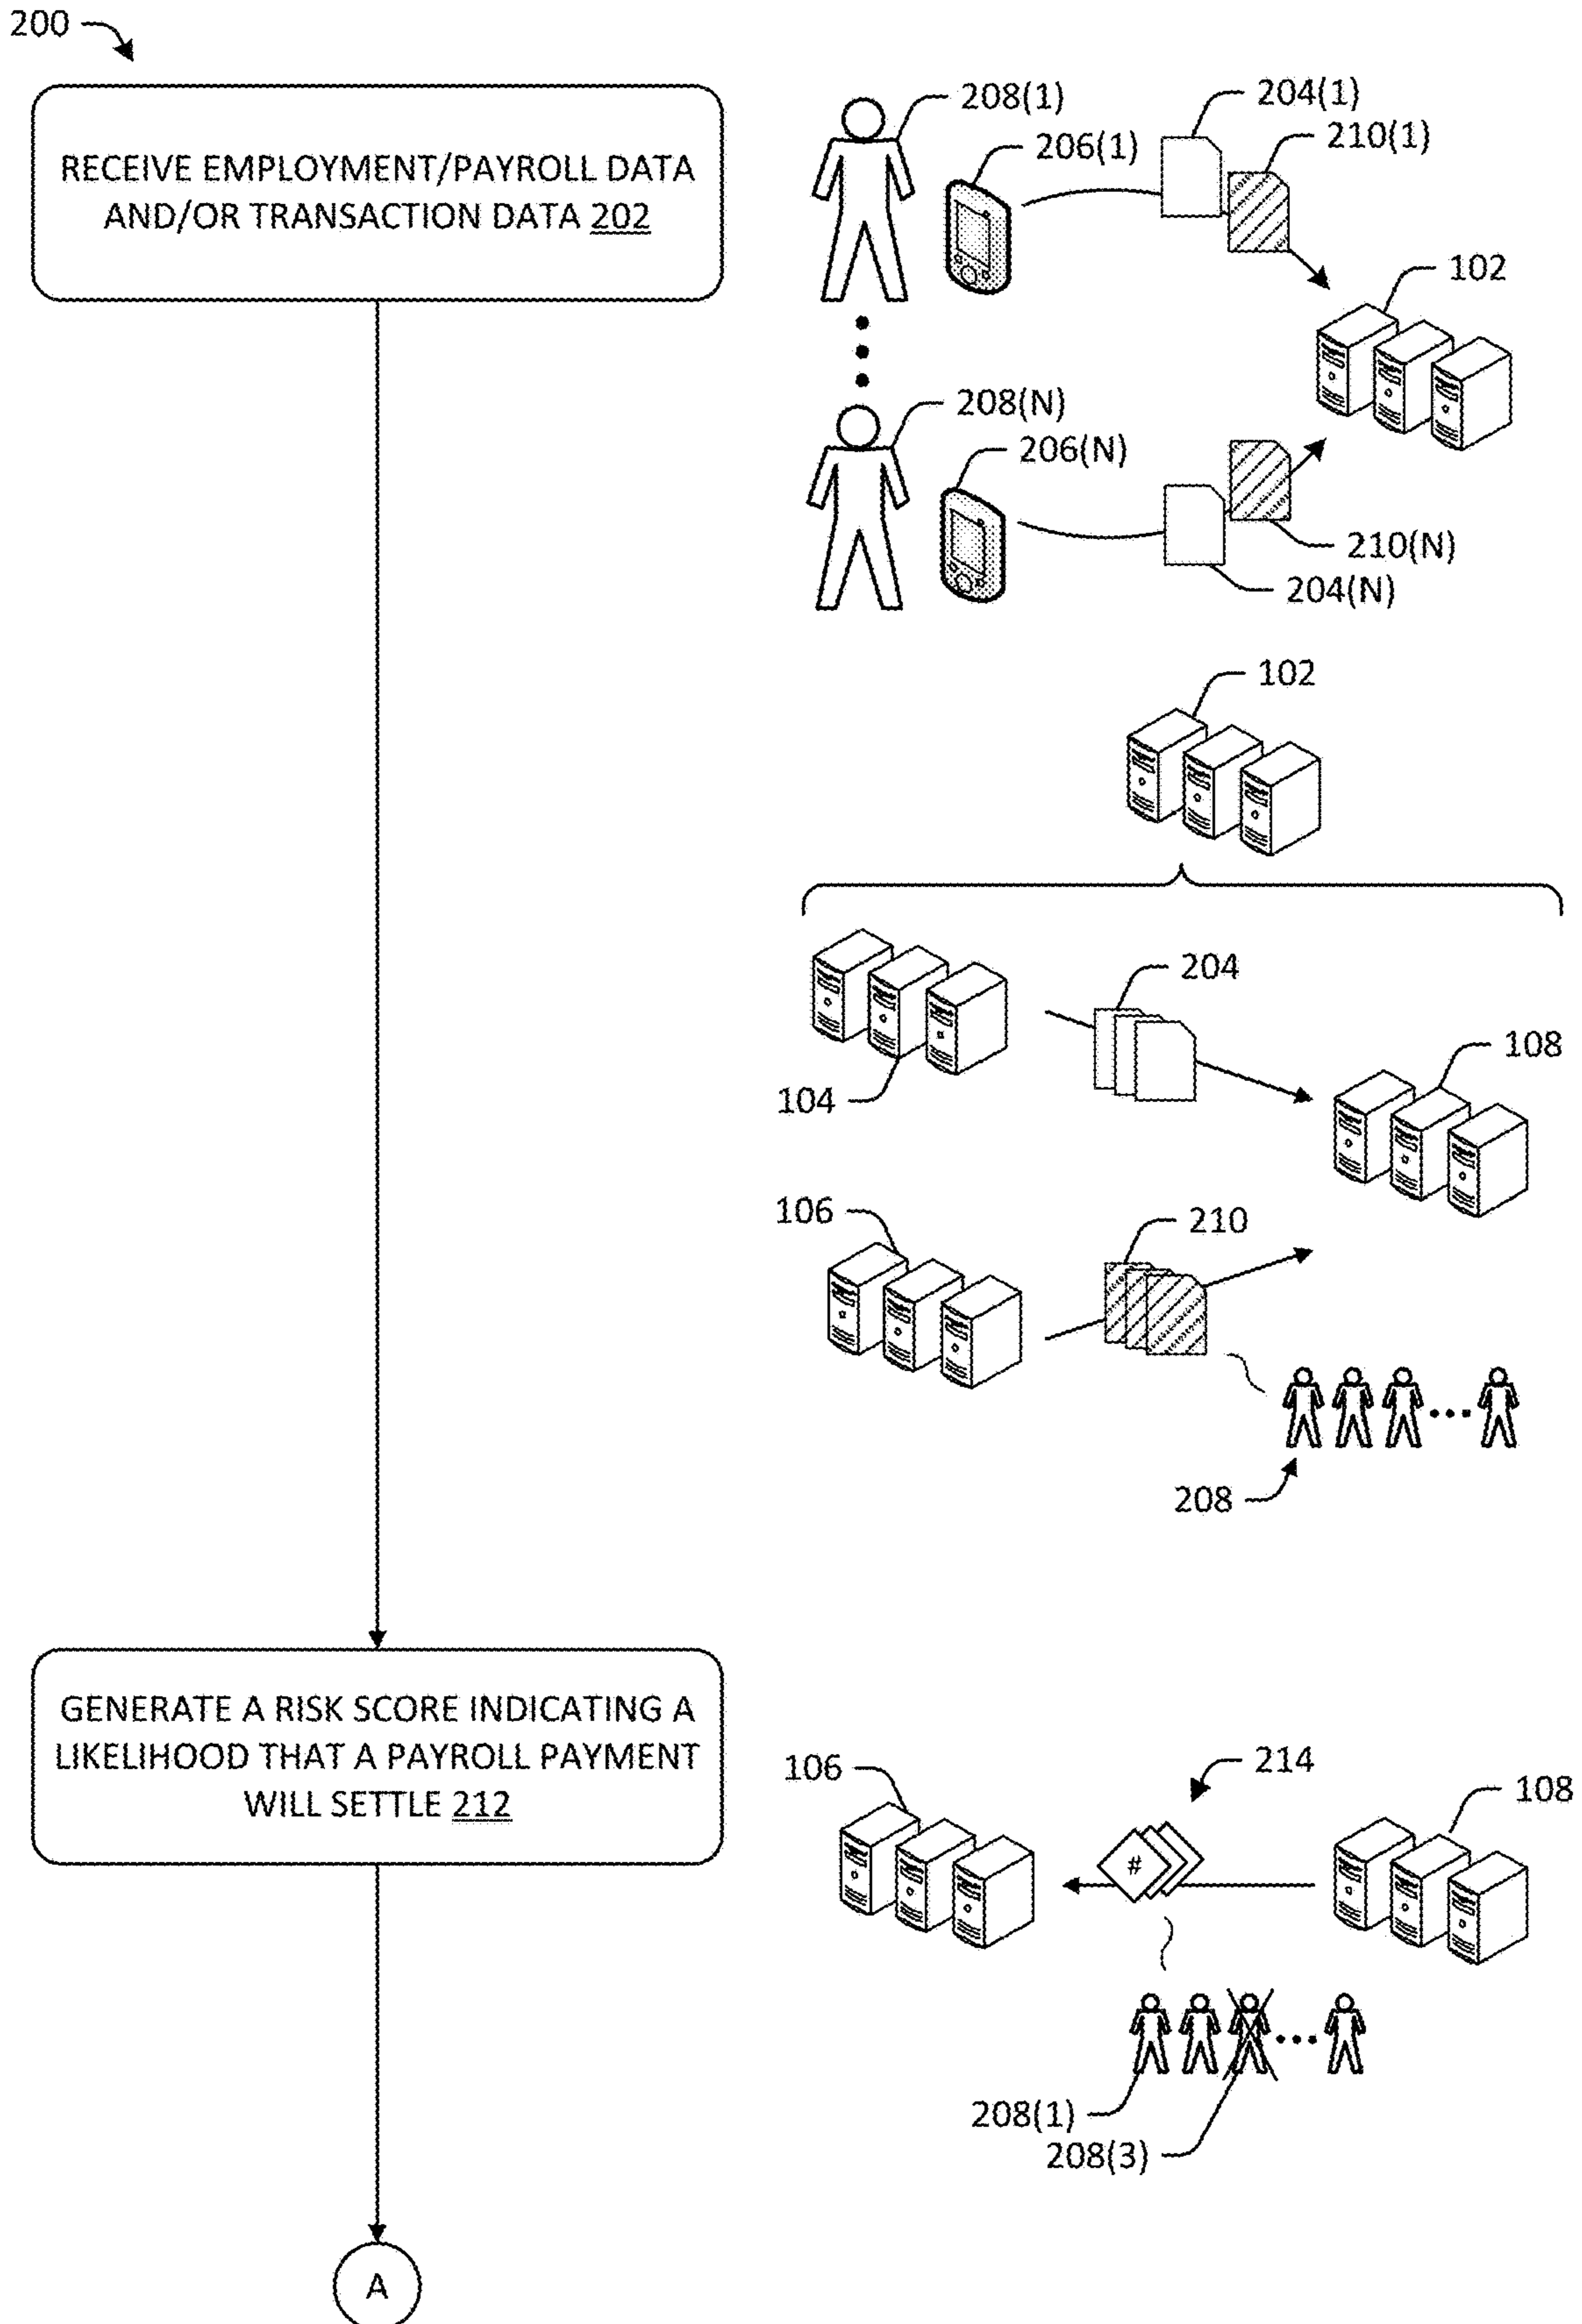 200
RECEIVE EMPLOYMENT/PAYROLL DATA
AND/OR TRANSACTION DATA 202
208(1)
206(1)
204(1)
210(1)
102
208(N)
206(N)
210(N)
204(N)
102
204
104
108
106
210
208
GENERATE A RISK SCORE INDICATING A
LIKELIHOOD THAT A PAYROLL PAYMENT
WILL SETTLE 212
106
214
108
#
208(1)
208(3)
A